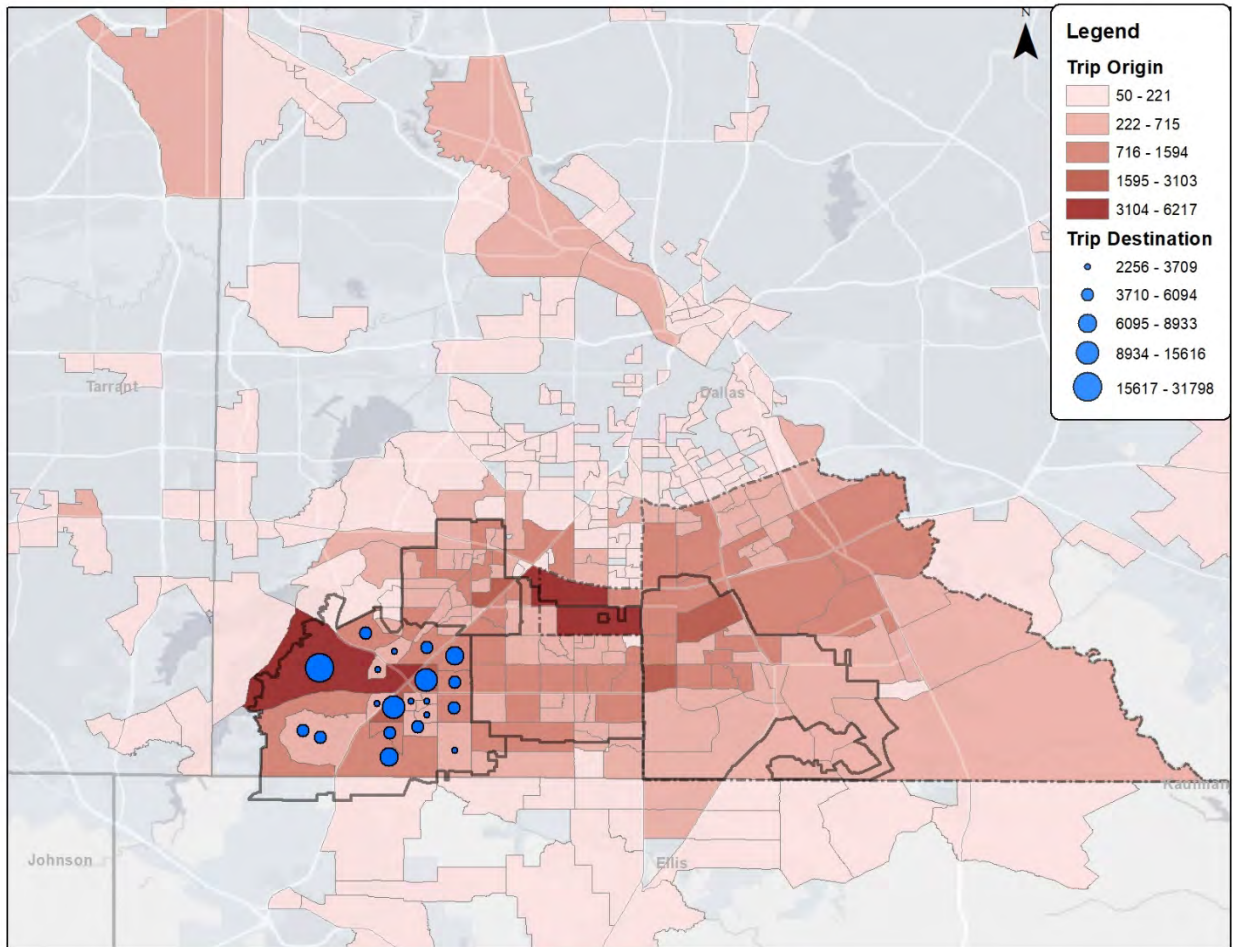 N
Legend
Trip Origin
50 - 221
222 - 715
716 - 1594
1595 - 3103
3104 - 6217
Trip Destination
2256 - 3709
3710 - 6094
6095 - 8933
8934 - 15616
15617 - 31798
Tarrant
Dallas
Kaufman
Johnson
Ellis